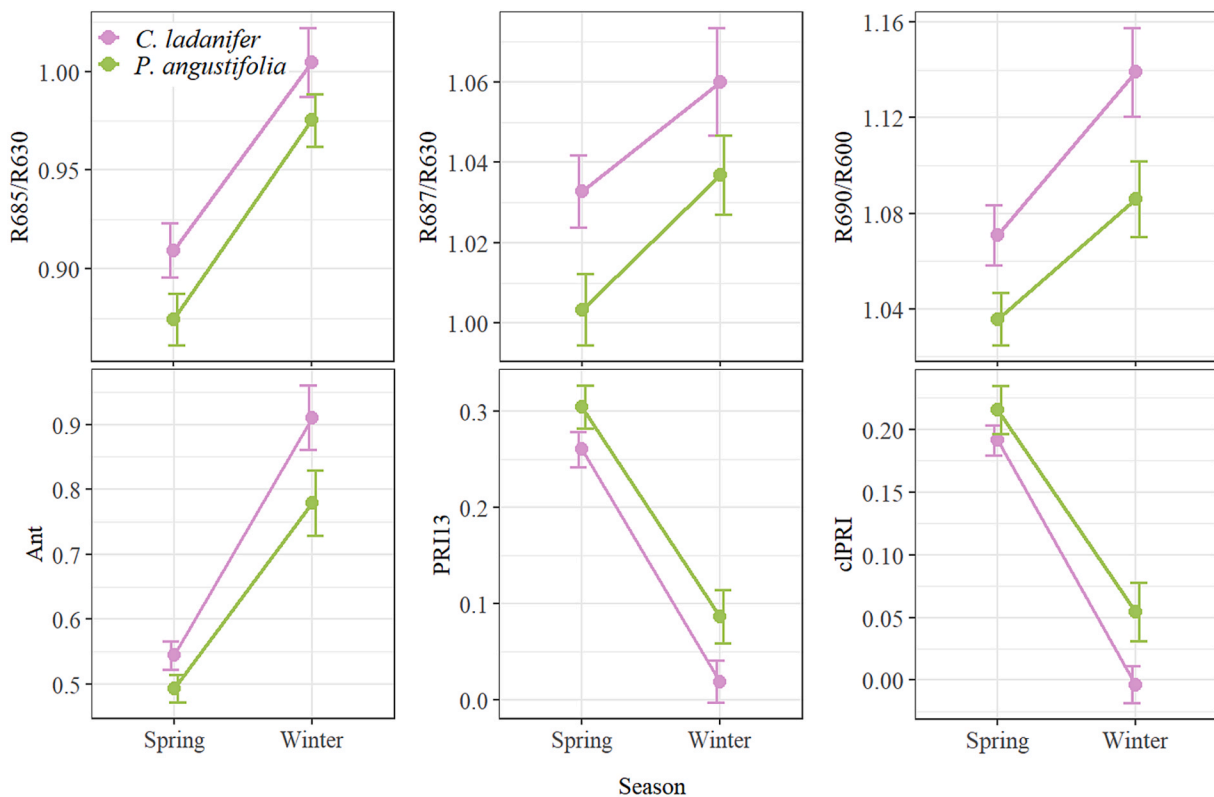 C. ladanifer
P. angustifolia
R685/R630
1.00
0.95
0.90
R687/R630
1.06
1.04
1.02
1.00
R690/R600
1.16
1.12
1.08
1.04
Ant
0.9
0.8
0.7
0.6
0.5
PRI13
0.3
0.2
0.1
0.0
clPRI
0.20
0.15
0.10
0.05
0.00
Spring Winter
Spring Winter
Spring Winter
Season